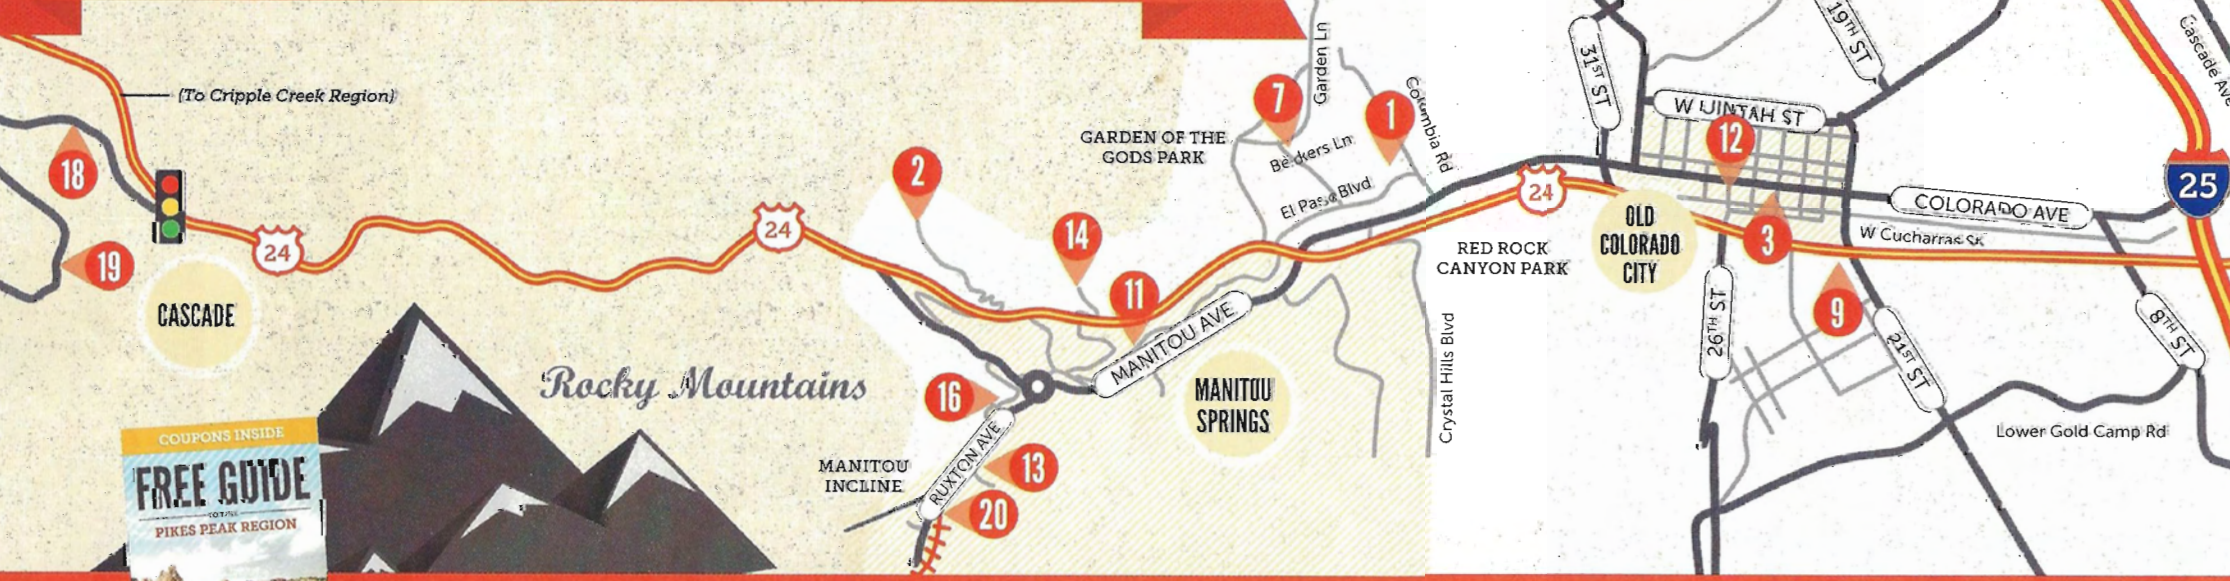 (To Cripple Creek Region)
18
19
24
CASCADE
COUPONS INSIDE
FREE GUIDE
TO THE
PIKES PEAK REGION
Rocky Mountains
24
2
14
11
16
13
20
MANITOU
INCLINE
RUXTON AVE
MANITOU AVE
MANITOU
SPRINGS
GARDEN OF THE
GODS PARK
7
1
Garden Ln
Columbia Rd
Beckers Ln
El Paso Blvd
Crystal Hills Blvd
RED ROCK
CANYON PARK
24
OLD
COLORADO
CITY
31ST ST
19TH ST
W UINTAH ST
12
3
9
26TH ST
21ST ST
8TH ST
COLORADO AVE
W Cucharras St
Lower Gold Camp Rd
25
Cascade Ave